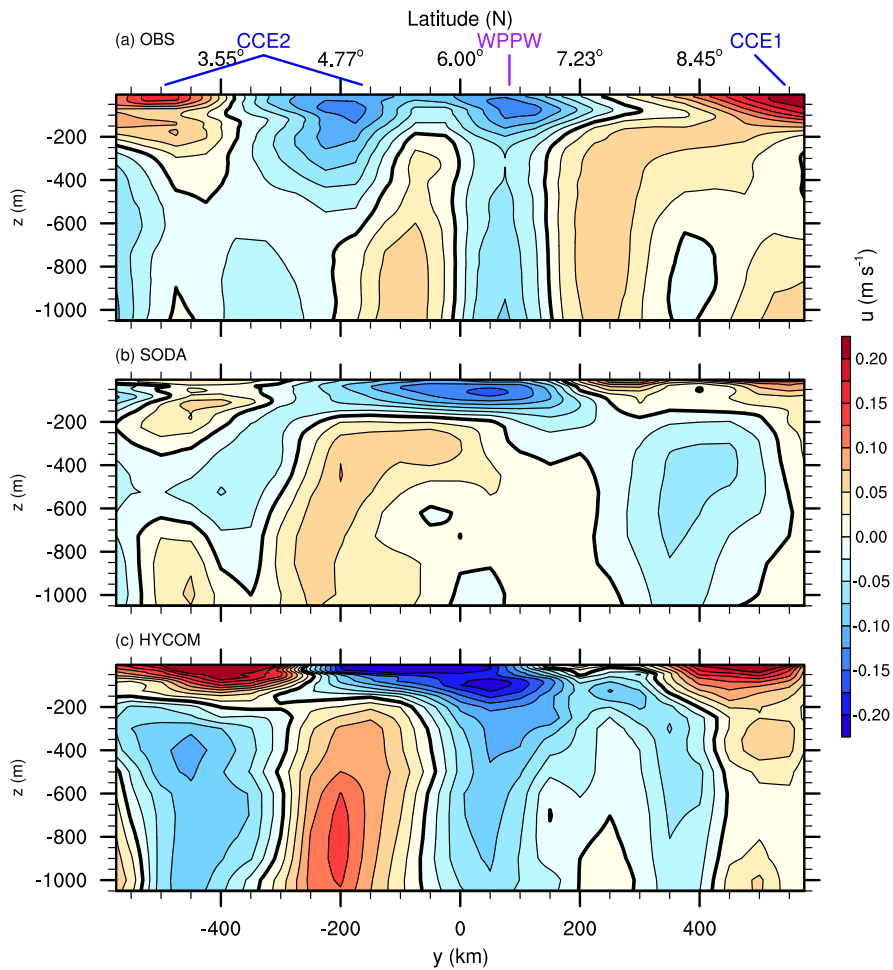 Latitude (N)
(a) OBS
CCE2
WPPW
CCE1
3.55° 4.77° 6.00° 7.23° 8.45°
-200
-400
-600
-800
-1000
z (m)
(b) SODA
-200
-400
-600
-800
-1000
z (m)
(c) HYCOM
-200
-400
-600
-800
-1000
z (m)
-400 -200 0 200 400
y (km)
u (m s⁻¹)
0.20
0.15
0.10
0.05
0.00
-0.05
-0.10
-0.15
-0.20